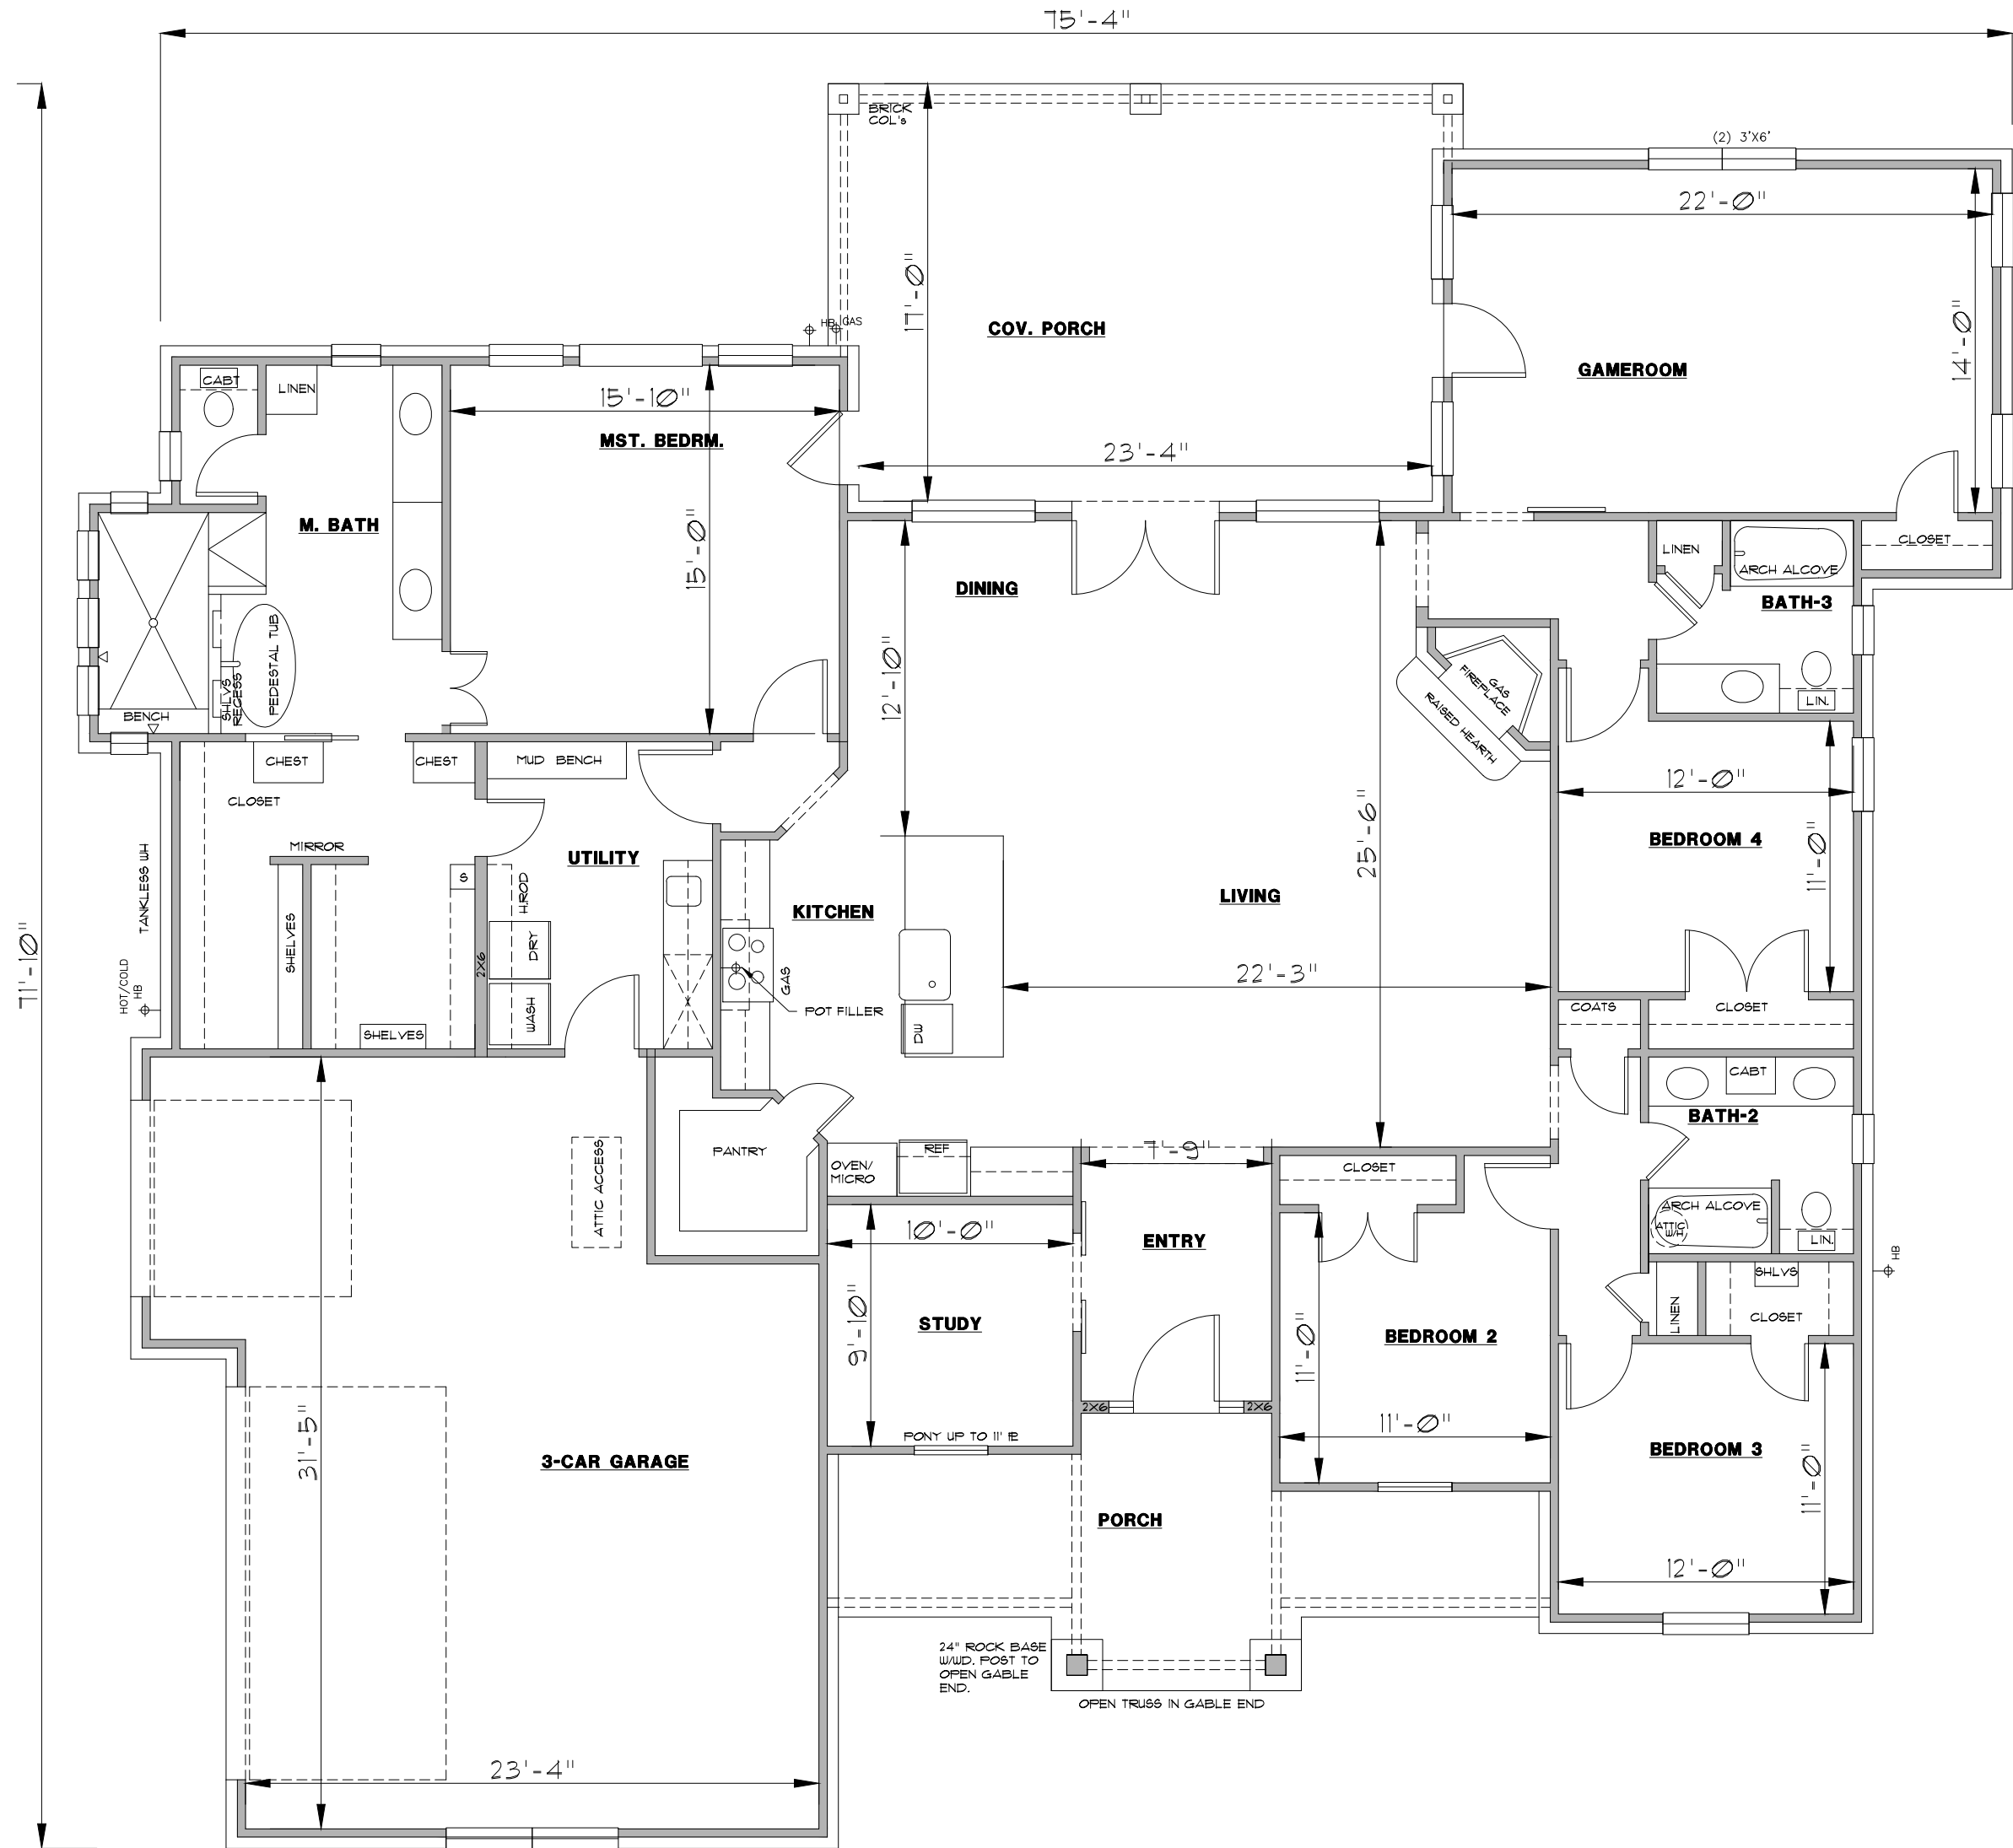 75'-4"
BRICK
COL's
(2) 3'X6'
22'-0"
17'-0"
HB
GAS
COV. PORCH
14'-0"
GAMEROOM
CABT
LINEN
15'-10"
MST. BEDRM.
23'-4"
M. BATH
15'-0"
DINING
LINEN
ARCH ALCOVE
CLOSET
BATH-3
PEDESTAL TUB
SHLVS
RECESS
12'-10"
GAS
FIREPLACE
RAISED HEARTH
LIN.
BENCH
CHEST
CHEST
MUD BENCH
12'-0"
CLOSET
25'-6"
BEDROOM 4
11'-0"
MIRROR
UTILITY
TANKLESS WH
S
H.ROD
KITCHEN
LIVING
71'-10"
SHELVES
DRY
2X6
GAS
22'-3"
HOT/COLD
HB
WASH
POT FILLER
DW
COATS
CLOSET
SHELVES
CABT
BATH-2
ATTIC ACCESS
PANTRY
OVEN/
MICRO
REF
7'-9"
CLOSET
ARCH ALCOVE
ATTIC
W/H
LIN.
10'-0"
ENTRY
HB
SHLVS
LINEN
CLOSET
9'-10"
STUDY
11'-0"
BEDROOM 2
2X6
2X6
31'-5"
PONY UP TO 11' PL
11'-0"
3-CAR GARAGE
BEDROOM 3
11'-0"
PORCH
12'-0"
24" ROCK BASE
W/WD. POST TO
OPEN GABLE
END.
OPEN TRUSS IN GABLE END
23'-4"